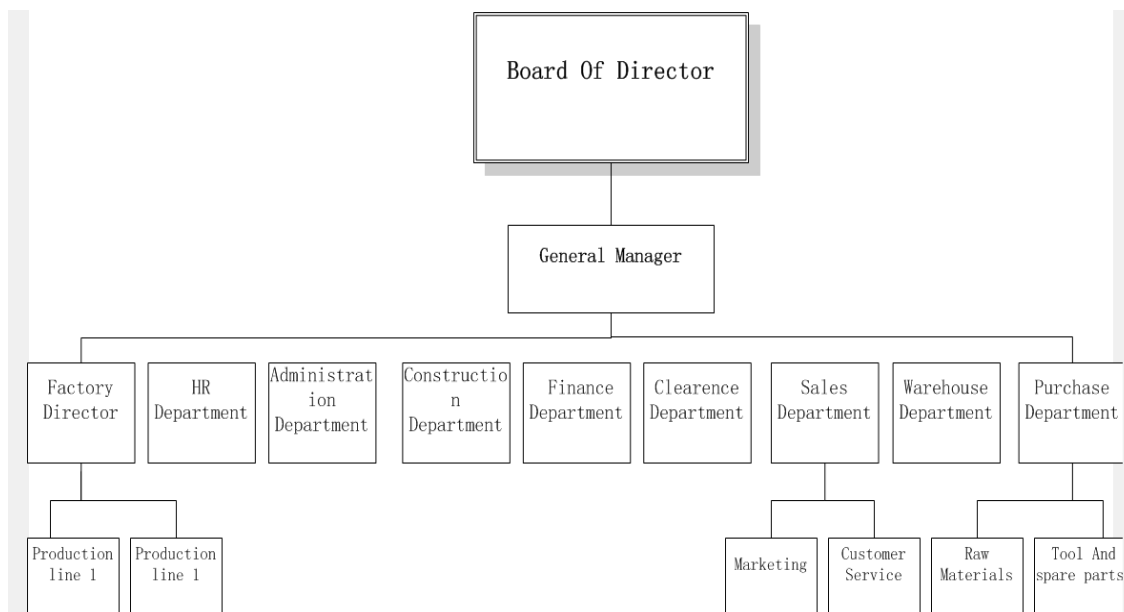 Board Of Director
General Manager
Factory
Director
HR
Department
Administrat
ion
Department
Constructio
n
Department
Finance
Department
Clearence
Department
Sales
Department
Warehouse
Department
Purchase
Department
Production
line 1
Production
line 1
Marketing
Customer
Service
Raw
Materials
Tool And
spare parts